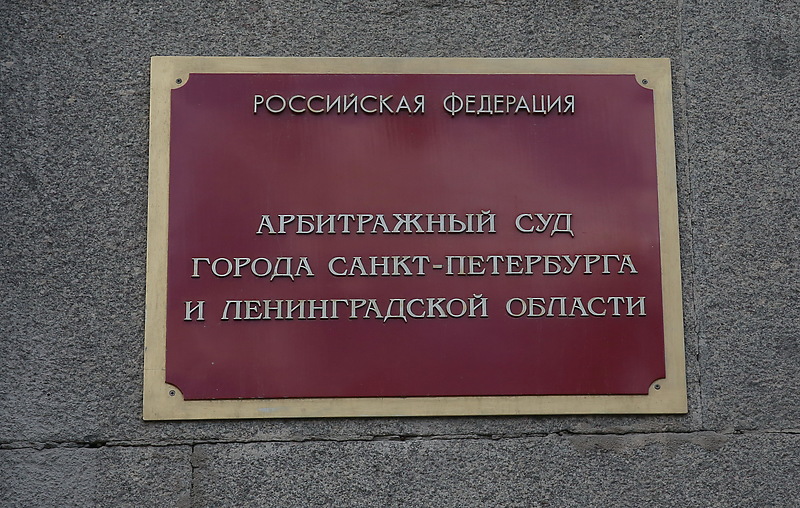 РОССИЙСКАЯ ФЕДЕРАЦИЯ
АРБИТРАЖНЫЙ СУД
ГОРОДА САНКТ-ПЕТЕРБУРГА
И ЛЕНИНГРАДСКОЙ ОБЛАСТИ